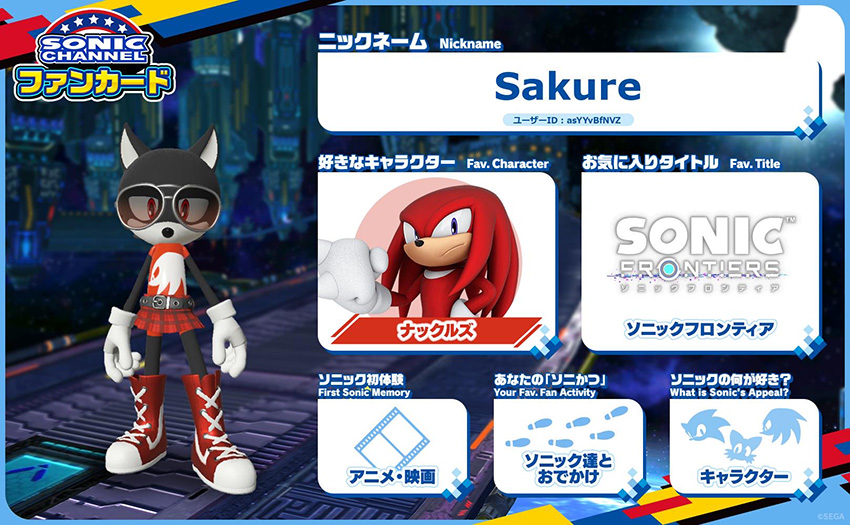 SONIC
CHANNEL
ファンカード
ニックネーム Nickname
Sakure
ユーザーID：asYYvBfNVZ
好きなキャラクター Fav. Character
ナックルズ
お気に入りタイトル Fav. Title
SONIC™
FRONTIERS
ソニックフロンティア
ソニックフロンティア
ソニック初体験
First Sonic Memory
アニメ・映画
あなたの「ソニかつ」
Your Fav. Fan Activity
ソニック達と
おでかけ
ソニックの何が好き？
What is Sonic's Appeal?
キャラクター
©SEGA